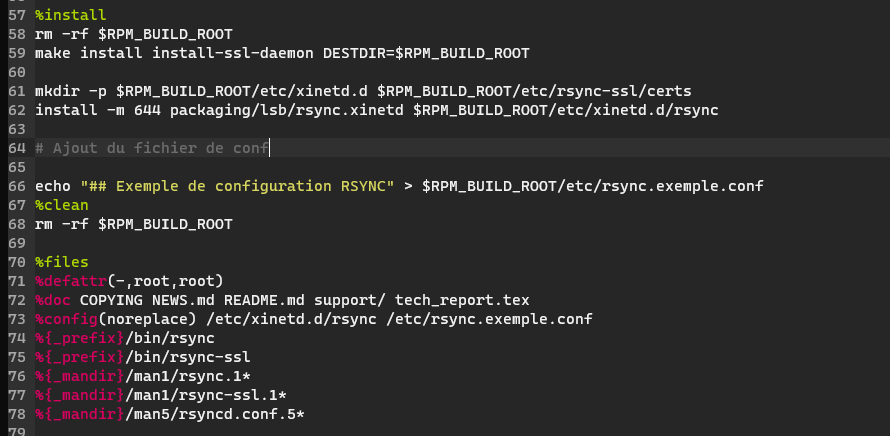 57 %install
58 rm -rf $RPM_BUILD_ROOT
59 make install install-ssl-daemon DESTDIR=$RPM_BUILD_ROOT
60
61 mkdir -p $RPM_BUILD_ROOT/etc/xinetd.d $RPM_BUILD_ROOT/etc/rsync-ssl/certs
62 install -m 644 packaging/lsb/rsync.xinetd $RPM_BUILD_ROOT/etc/xinetd.d/rsync
63
64 # Ajout du fichier de conf
65
66 echo "## Exemple de configuration RSYNC" > $RPM_BUILD_ROOT/etc/rsync.exemple.conf
67 %clean
68 rm -rf $RPM_BUILD_ROOT
69
70 %files
71 %defattr(-,root,root)
72 %doc COPYING NEWS.md README.md support/ tech_report.tex
73 %config(noreplace) /etc/xinetd.d/rsync /etc/rsync.exemple.conf
74 %{_prefix}/bin/rsync
75 %{_prefix}/bin/rsync-ssl
76 %{_mandir}/man1/rsync.1*
77 %{_mandir}/man1/rsync-ssl.1*
78 %{_mandir}/man5/rsyncd.conf.5*
79